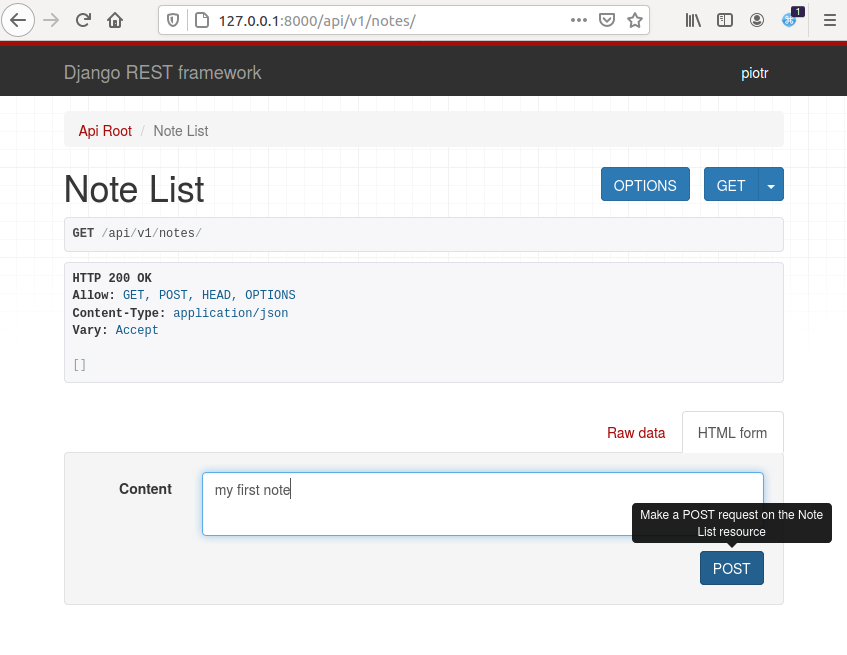 127.0.0.1:8000/api/v1/notes/
1
Django REST framework
piotr
Api Root / Note List
Note List
OPTIONS
GET
GET /api/v1/notes/
HTTP 200 OK
Allow: GET, POST, HEAD, OPTIONS
Content-Type: application/json
Vary: Accept
[]
Raw data
HTML form
Content
my first note
Make a POST request on the Note
List resource
POST